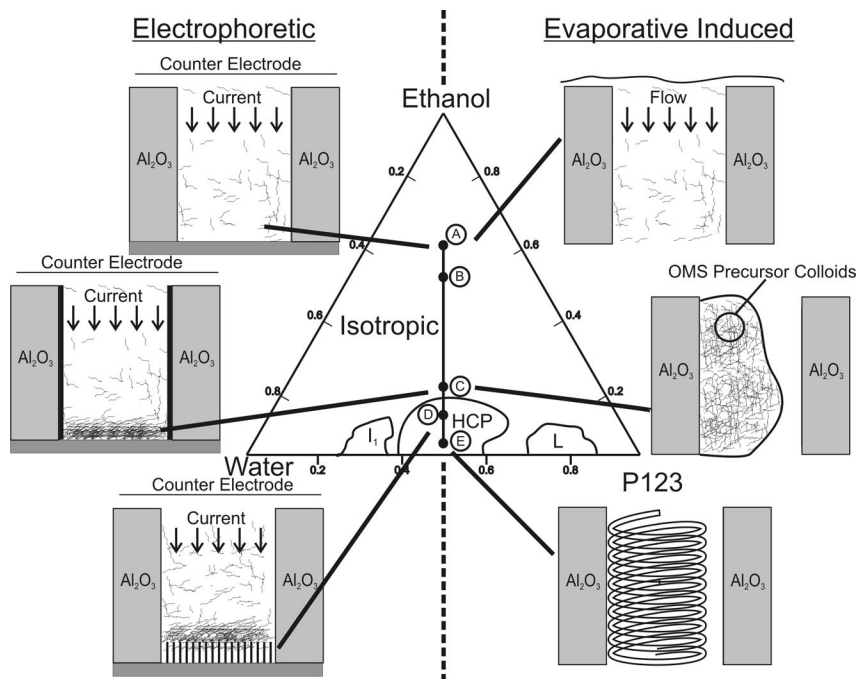 Electrophoretic
Evaporative Induced
Counter Electrode
Current
Al₂O₃
Al₂O₃
Ethanol
Flow
Al₂O₃
Al₂O₃
0.2
0.8
A
0.4
0.6
B
Counter Electrode
Current
Al₂O₃
Al₂O₃
OMS Precursor Colloids
Al₂O₃
Al₂O₃
0.6
Isotropic
0.4
0.8
C
0.2
D
HCP
I₁
E
L
Water
0.2
0.4
0.6
0.8
P123
Counter Electrode
Current
Al₂O₃
Al₂O₃
Al₂O₃
Al₂O₃